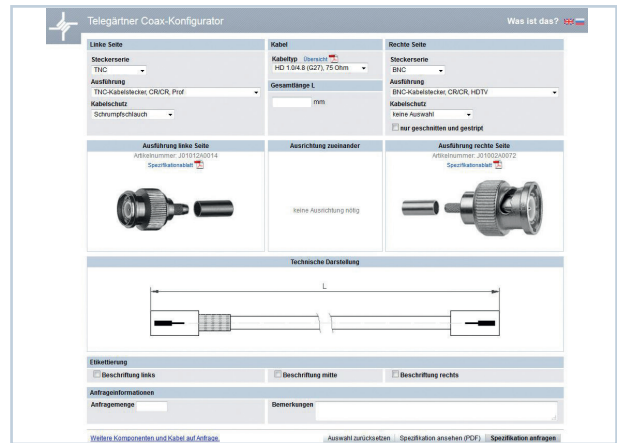 Telegärtner Coax-Konfigurator
Was ist das?
Linke Seite
Kabel
Rechte Seite
Steckerserie
TNC
Ausführung
TNC-Kabelstecker, CR/CR, Prof
Kabelschutz
Schrumpfschlauch
Kabeltyp Übersicht
HD 1.0/4.8 (G27), 75 Ohm
Gesamtlänge L
mm
Steckerserie
BNC
Ausführung
BNC-Kabelstecker, CR/CR, HDTV
Kabelschutz
keine Auswahl
nur geschnitten und gestript
Ausführung linke Seite
Ausrichtung zueinander
Ausführung rechte Seite
Artikelnummer: J01012A0014
Spezifikationsblatt
keine Ausrichtung nötig
Artikelnummer: J01002A0072
Spezifikationsblatt
Technische Darstellung
L
Etikettierung
Beschriftung links
Beschriftung mitte
Beschriftung rechts
Anfrageinformationen
Anfragemenge
Bemerkungen
Weitere Komponenten und Kabel auf Anfrage.
Auswahl zurücksetzen
Spezifikation ansehen (PDF)
Spezifikation anfragen